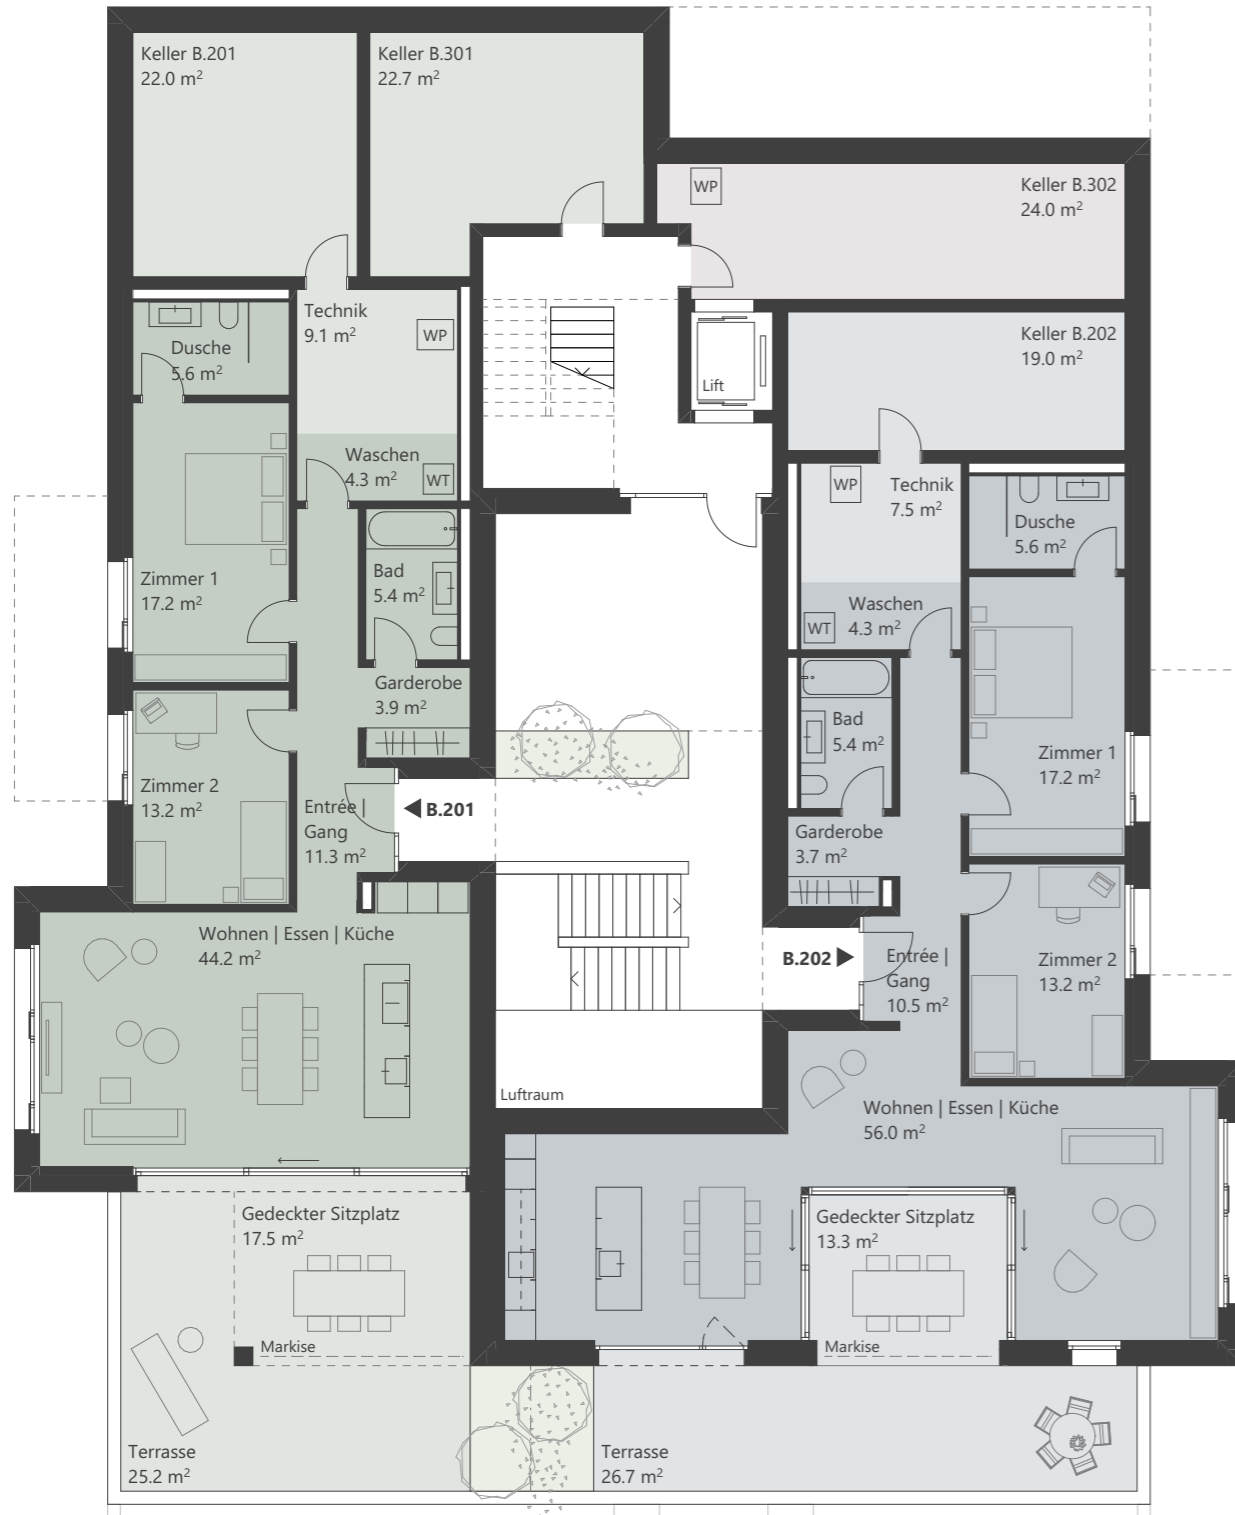 Keller B.201
22.0 m²
Keller B.301
22.7 m²
WP
Keller B.302
24.0 m²
Technik
9.1 m²
WP
Dusche
5.6 m²
Keller B.202
19.0 m²
Lift
Waschen
4.3 m²
WT
WP
Technik
7.5 m²
Dusche
5.6 m²
Zimmer 1
17.2 m²
Bad
5.4 m²
Waschen
4.3 m²
WT
Garderobe
3.9 m²
Bad
5.4 m²
Zimmer 1
17.2 m²
Zimmer 2
13.2 m²
Entrée |
Gang
11.3 m²
B.201
Garderobe
3.7 m²
Wohnen | Essen | Küche
44.2 m²
B.202
Entrée |
Gang
10.5 m²
Zimmer 2
13.2 m²
Luftraum
Wohnen | Essen | Küche
56.0 m²
Gedeckter Sitzplatz
17.5 m²
Gedeckter Sitzplatz
13.3 m²
Markise
Markise
Terrasse
25.2 m²
Terrasse
26.7 m²